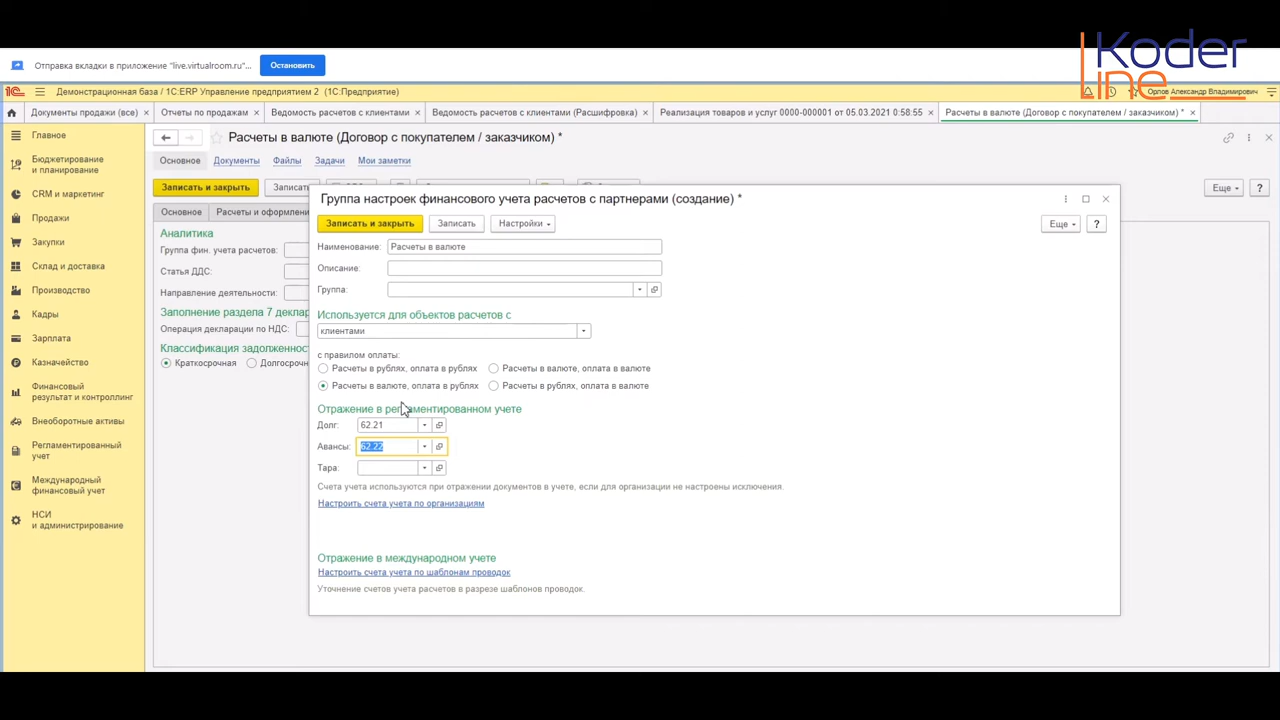 Koder
Line
Отправка вкладки в приложение "live.virtualroom.ru"...
Остановить
1С
Демонстрационная база / 1С:ERP Управление предприятием 2 (1С:Предприятие)
Орлов Александр Владимирович
Документы продажи (все) ×
Отчеты по продажам ×
Ведомость расчетов с клиентами ×
Ведомость расчетов с клиентами (Расшифровка) ×
Реализация товаров и услуг 0000-000001 от 05.03.2021 0:58:55 ×
Расчеты в валюте (Договор с покупателем / заказчиком) * ×
Главное
Бюджетирование
и планирование
CRM и маркетинг
Продажи
Закупки
Склад и доставка
Производство
Кадры
Зарплата
Казначейство
Финансовый
результат и контроллинг
Внеоборотные активы
Регламентированный
учет
Международный
финансовый учет
НСИ
и администрирование
Расчеты в валюте (Договор с покупателем / заказчиком) *
Основное Документы Файлы Задачи Мои заметки
Записать и закрыть Записать
Еще ?
Основное Расчеты и оформлени
Аналитика
Группа фин. учета расчетов:
Статья ДДС:
Направление деятельности:
Заполнение раздела 7 деклар
Операция декларации по НДС:
Классификация задолженнос
Краткосрочная Долгосрочн
Группа настроек финансового учета расчетов с партнерами (создание) *
Записать и закрыть Записать Настройки
Еще ?
Наименование: Расчеты в валюте
Описание:
Группа:
Используется для объектов расчетов с
клиентами
с правилом оплаты:
Расчеты в рублях, оплата в рублях Расчеты в валюте, оплата в валюте
Расчеты в валюте, оплата в рублях Расчеты в рублях, оплата в валюте
Отражение в регламентированном учете
Долг: 62.21
Авансы: 62.22
Тара:
Счета учета используются при отражении документов в учете, если для организации не настроены исключения.
Настроить счета учета по организациям
Отражение в международном учете
Настроить счета учета по шаблонам проводок
Уточнение счетов учета расчетов в разрезе шаблонов проводок.